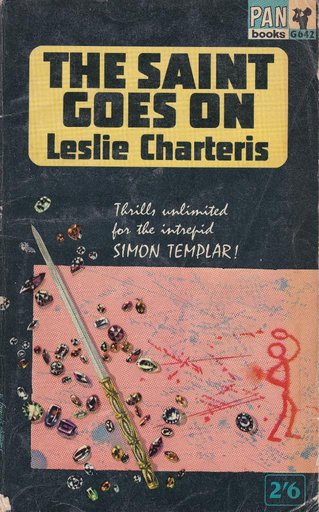 PAN
books G642
THE SAINT
GOES ON
Leslie Charteris
Thrills unlimited
for the intrepid
SIMON TEMPLAR!
2'6